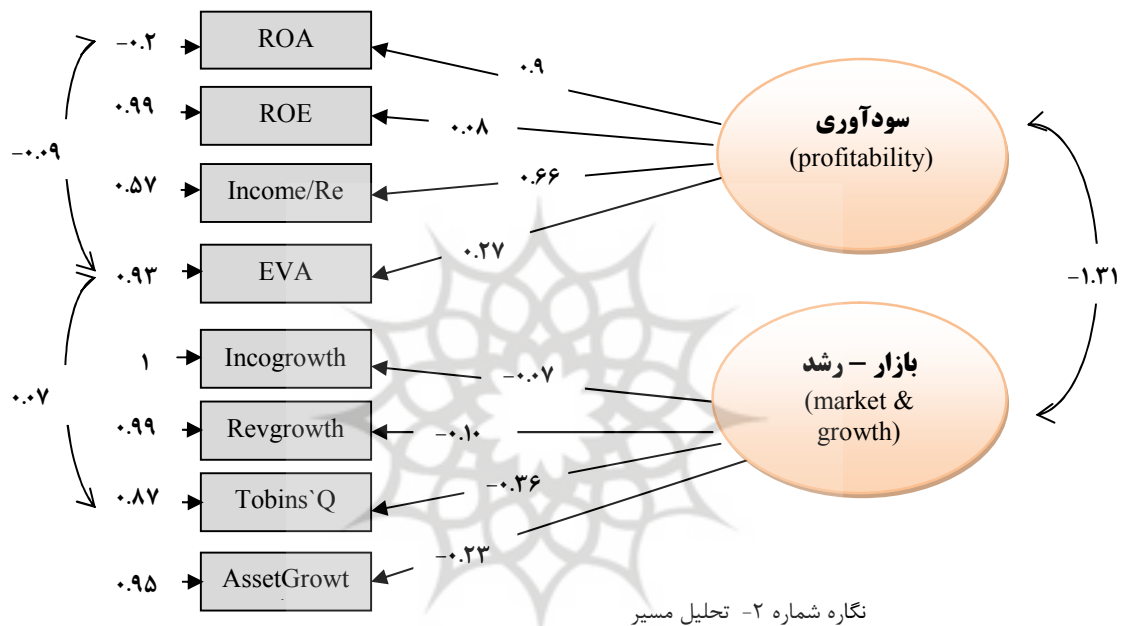 −۰.۲ ROA ۰.۹
۰.۹۹ ROE ۰.۰۸
−۰.۰۹
۰.۵۷ Income/Re ۰.۶۶
۰.۹۳ EVA ۰.۲۷
سودآوری
(profitability)
−۱.۳۱
۱ Incogrowth −۰.۰۷
۰.۰۷
۰.۹۹ Revgrowth −۰.۱۰
۰.۸۷ Tobins`Q −۰.۳۶
۰.۹۵ AssetGrowt −۰.۲۳
بازار – رشد
(market &
growth)
نگاره شماره ۲- تحلیل مسیر